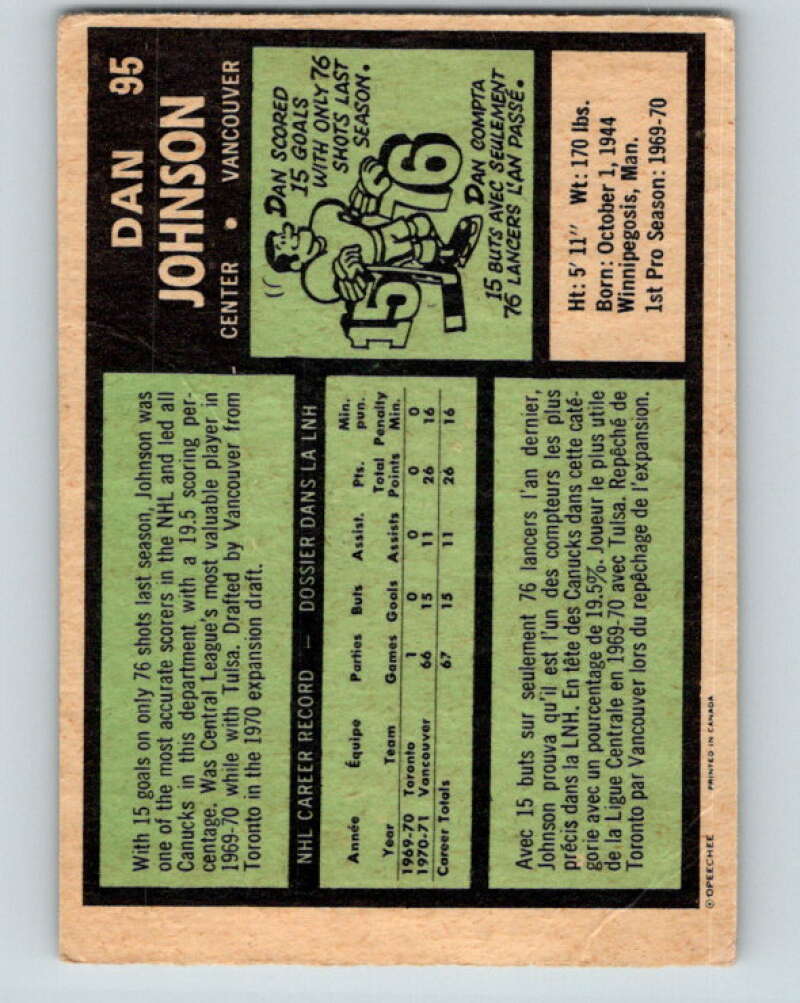 DAN 95
JOHNSON
CENTER • VANCOUVER
With 15 goals on only 76 shots last season, Johnson was
one of the most accurate scorers in the NHL and led all
Canucks in this department with a 19.5 scoring per-
centage. Was Central League's most valuable player in
1969-70 while with Tulsa. Drafted by Vancouver from
Toronto in the 1970 expansion draft.
DAN SCORED
15 GOALS
WITH ONLY 76
SHOTS LAST
SEASON.
15
76
DAN COMPTA
15 BUTS AVEC SEULEMENT
76 LANCERS L'AN PASSÉ.
NHL CAREER RECORD — DOSSIER DANS LA LNH
Année Équipe Parties Buts Assist. Pts. Min. pun.
Year Team Games Goals Assists Total Points Penalty Min.
1969-70 Toronto 1 0 0 0 0
1970-71 Vancouver 66 15 11 26 16
Career Totals 67 15 11 26 16
Ht: 5' 11" Wt: 170 lbs.
Born: October 1, 1944
Winnipegosis, Man.
1st Pro Season: 1969-70
Avec 15 buts sur seulement 76 lancers l'an dernier,
Johnson prouva qu'il est l'un des compteurs les plus
précis dans la LNH. En tête des Canucks dans cette caté-
gorie avec un pourcentage de 19.5%. Joueur le plus utile
de la Ligue Centrale en 1969-70 avec Tulsa. Repêché de
Toronto par Vancouver lors du repêchage de l'expansion.
© OPEECHEE PRINTED IN CANADA